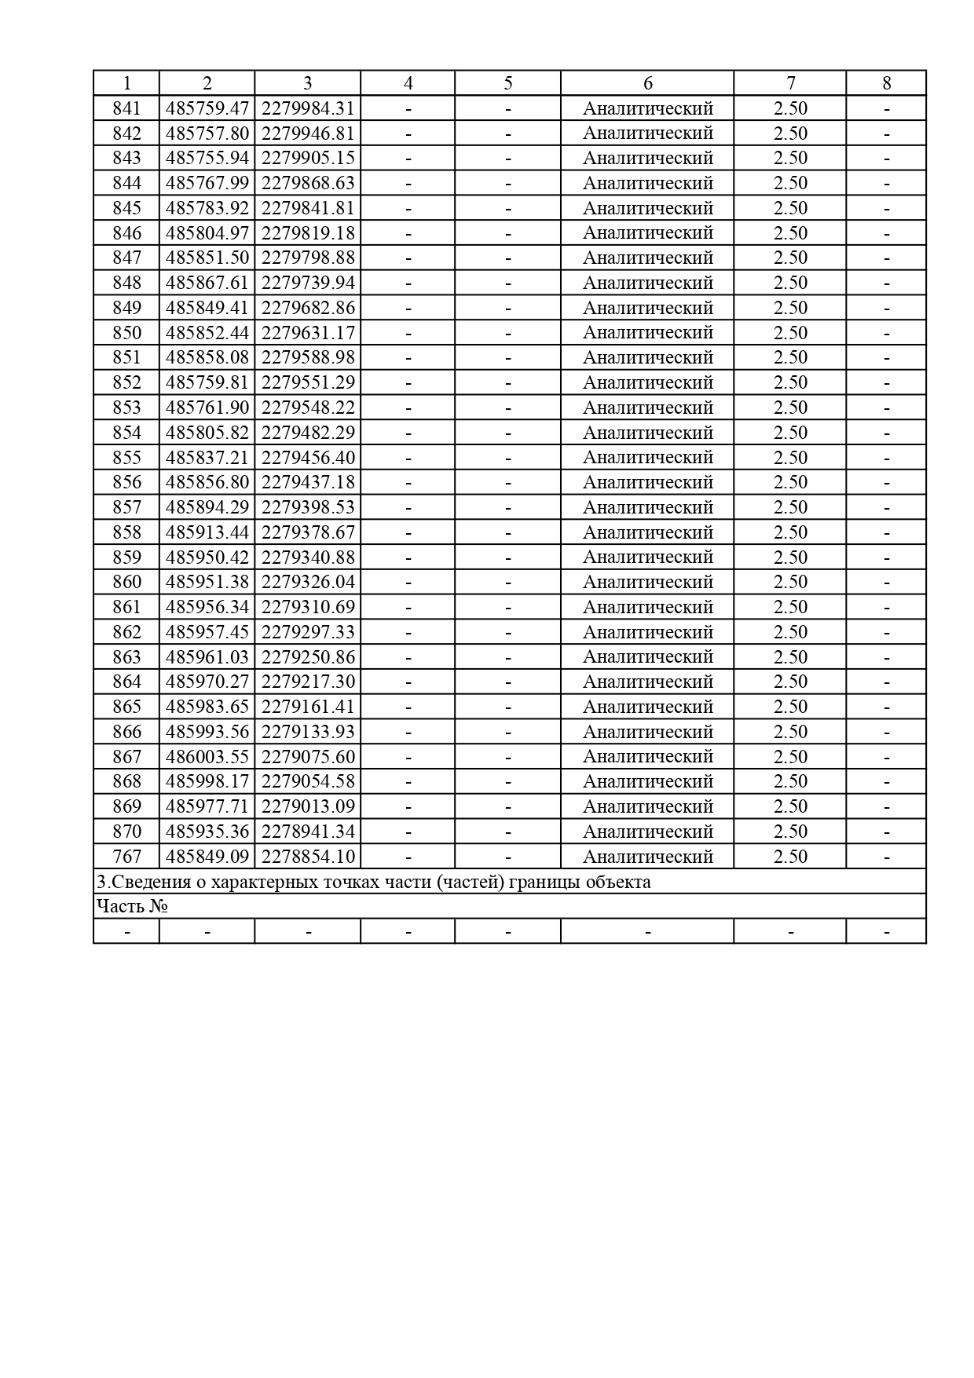 1 2 3 4 5 6 7 8
841 485759.47 2279984.31 - - Аналитический 2.50 -
842 485757.80 2279946.81 - - Аналитический 2.50 -
843 485755.94 2279905.15 - - Аналитический 2.50 -
844 485767.99 2279868.63 - - Аналитический 2.50 -
845 485783.92 2279841.81 - - Аналитический 2.50 -
846 485804.97 2279819.18 - - Аналитический 2.50 -
847 485851.50 2279798.88 - - Аналитический 2.50 -
848 485867.61 2279739.94 - - Аналитический 2.50 -
849 485849.41 2279682.86 - - Аналитический 2.50 -
850 485852.44 2279631.17 - - Аналитический 2.50 -
851 485858.08 2279588.98 - - Аналитический 2.50 -
852 485759.81 2279551.29 - - Аналитический 2.50 -
853 485761.90 2279548.22 - - Аналитический 2.50 -
854 485805.82 2279482.29 - - Аналитический 2.50 -
855 485837.21 2279456.40 - - Аналитический 2.50 -
856 485856.80 2279437.18 - - Аналитический 2.50 -
857 485894.29 2279398.53 - - Аналитический 2.50 -
858 485913.44 2279378.67 - - Аналитический 2.50 -
859 485950.42 2279340.88 - - Аналитический 2.50 -
860 485951.38 2279326.04 - - Аналитический 2.50 -
861 485956.34 2279310.69 - - Аналитический 2.50 -
862 485957.45 2279297.33 - - Аналитический 2.50 -
863 485961.03 2279250.86 - - Аналитический 2.50 -
864 485970.27 2279217.30 - - Аналитический 2.50 -
865 485983.65 2279161.41 - - Аналитический 2.50 -
866 485993.56 2279133.93 - - Аналитический 2.50 -
867 486003.55 2279075.60 - - Аналитический 2.50 -
868 485998.17 2279054.58 - - Аналитический 2.50 -
869 485977.71 2279013.09 - - Аналитический 2.50 -
870 485935.36 2278941.34 - - Аналитический 2.50 -
767 485849.09 2278854.10 - - Аналитический 2.50 -
3.Сведения о характерных точках части (частей) границы объекта
Часть №
- - - - - - - -